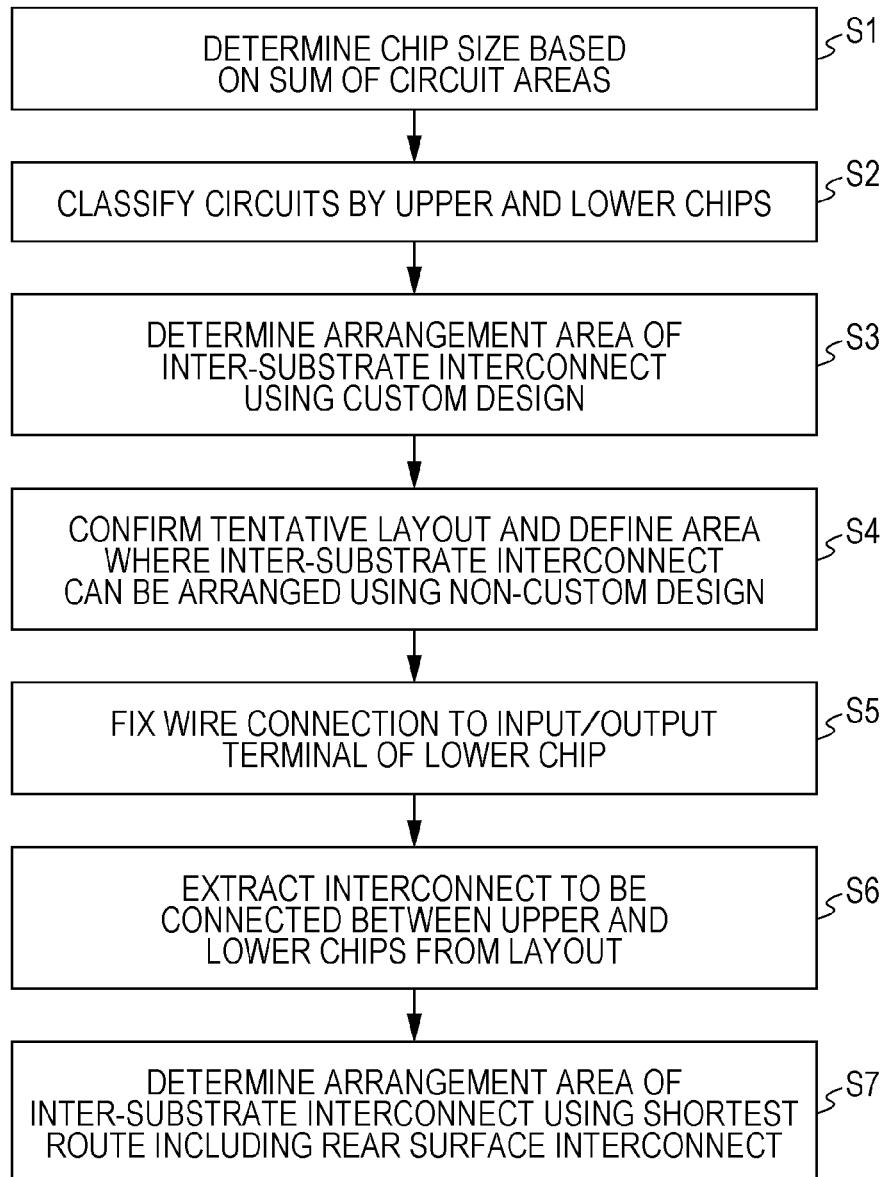 DETERMINE CHIP SIZE BASED
ON SUM OF CIRCUIT AREAS
S1
CLASSIFY CIRCUITS BY UPPER AND LOWER CHIPS
S2
DETERMINE ARRANGEMENT AREA OF
INTER-SUBSTRATE INTERCONNECT
USING CUSTOM DESIGN
S3
CONFIRM TENTATIVE LAYOUT AND DEFINE AREA
WHERE INTER-SUBSTRATE INTERCONNECT
CAN BE ARRANGED USING NON-CUSTOM DESIGN
S4
FIX WIRE CONNECTION TO INPUT/OUTPUT
TERMINAL OF LOWER CHIP
S5
EXTRACT INTERCONNECT TO BE
CONNECTED BETWEEN UPPER AND
LOWER CHIPS FROM LAYOUT
S6
DETERMINE ARRANGEMENT AREA OF
INTER-SUBSTRATE INTERCONNECT USING SHORTEST
ROUTE INCLUDING REAR SURFACE INTERCONNECT
S7